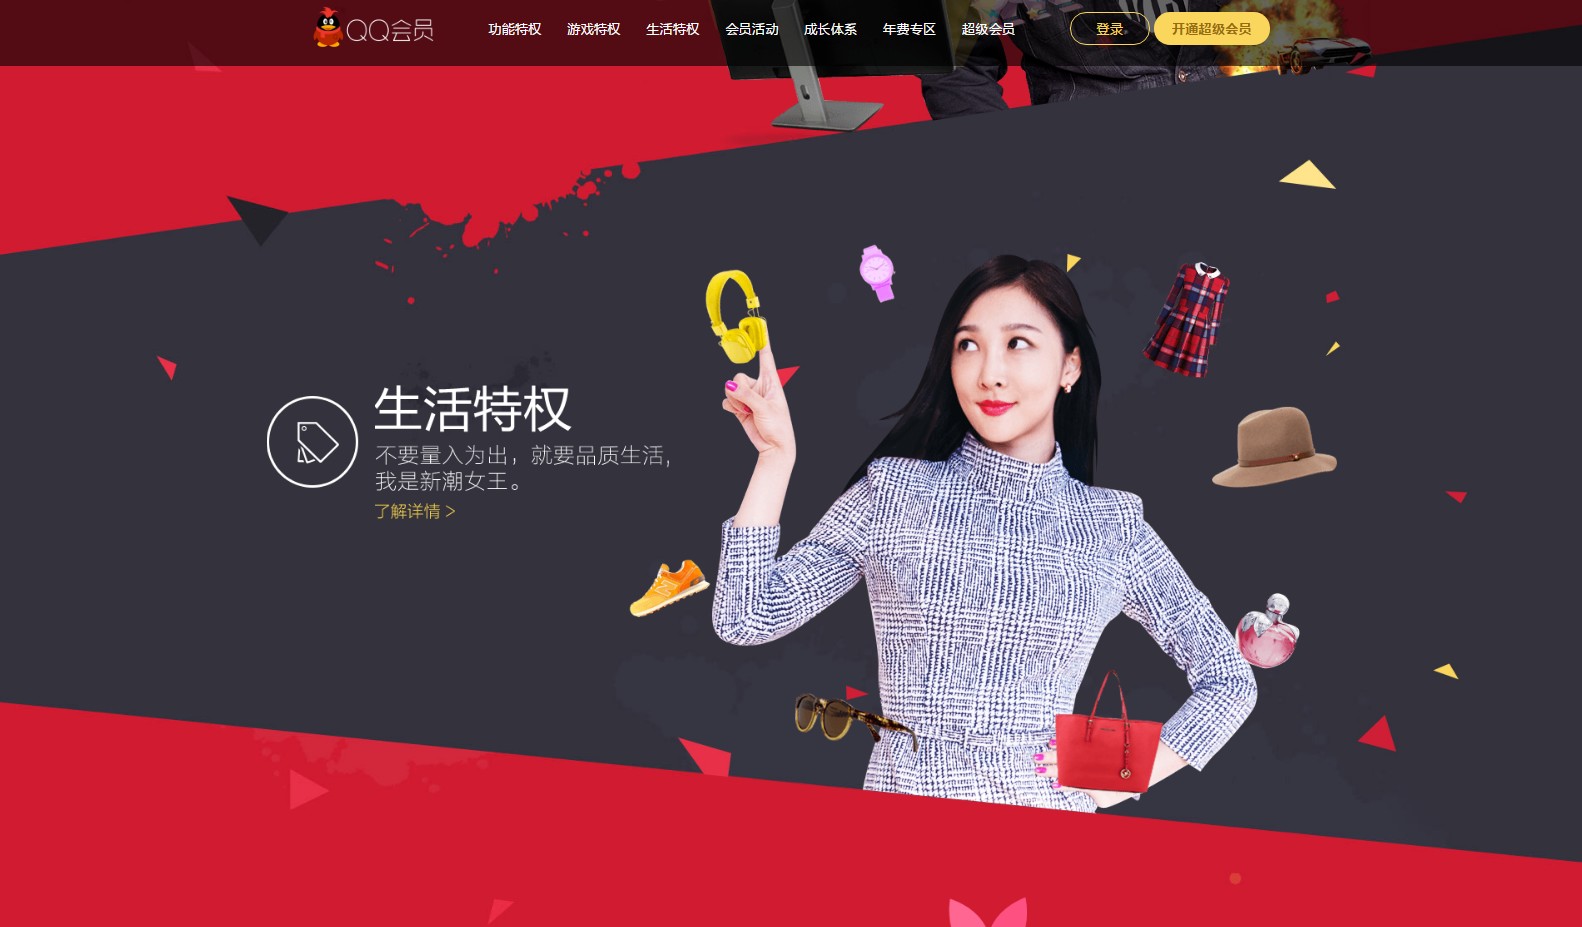 QQ会员
功能特权
游戏特权
生活特权
会员活动
成长体系
年费专区
超级会员
登录
开通超级会员
生活特权
不要量入为出，就要品质生活，
我是新潮女王。
了解详情 >